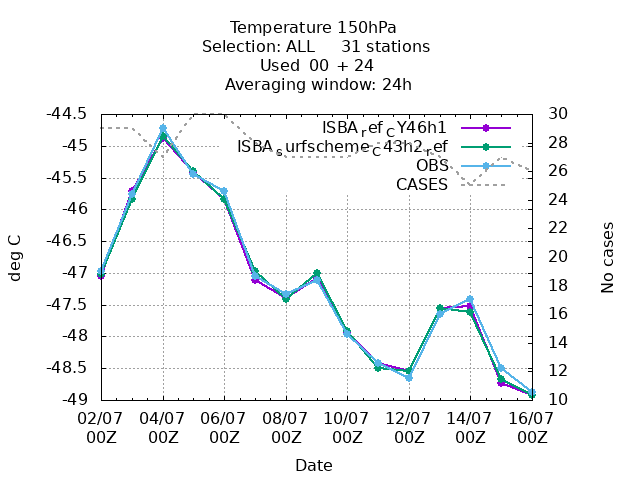 Temperature 150hPa
Selection: ALL 31 stations
Used 00 + 24
Averaging window: 24h
-44.5
-45
-45.5
-46
-46.5
-47
-47.5
-48
-48.5
-49
deg C
ISBA_ref_CY46h1
ISBA_surfscheme_C43h2_ref
OBS
CASES
30
28
26
24
22
20
18
16
14
12
10
No cases
02/07 04/07 06/07 08/07 10/07 12/07 14/07 16/07
00Z 00Z 00Z 00Z 00Z 00Z 00Z 00Z
Date